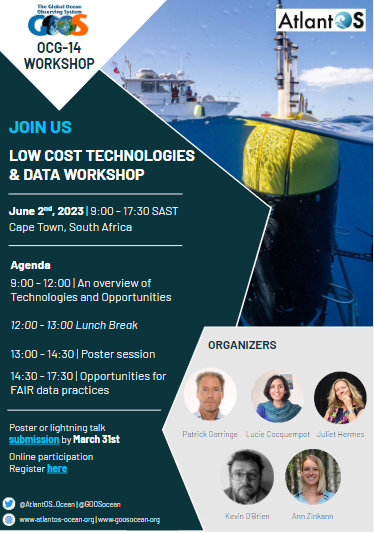 The Global Ocean
Observing System
GOOS
OCG-14
WORKSHOP
AtlantOS
JOIN US
LOW COST TECHNOLOGIES
& DATA WORKSHOP
June 2nd, 2023 | 9:00 - 17:30 SAST
Cape Town, South Africa
Agenda
9:00 - 12:00 | An overview of
Technologies and Opportunities
12:00 - 13:00 Lunch Break
13:00 - 14:30 | Poster session
14:30 - 17:30 | Opportunities for
FAIR data practices
Poster or lightning talk
submission by March 31st
Online participation
Register here
@AtlantOS_Ocean | @GOOSocean
www.atlantos-ocean.org | www.goosocean.org
ORGANIZERS
Patrick Gorringe
Lucie Cocquempot
Juliet Hermes
Kevin O'Brien
Ann Zinkann